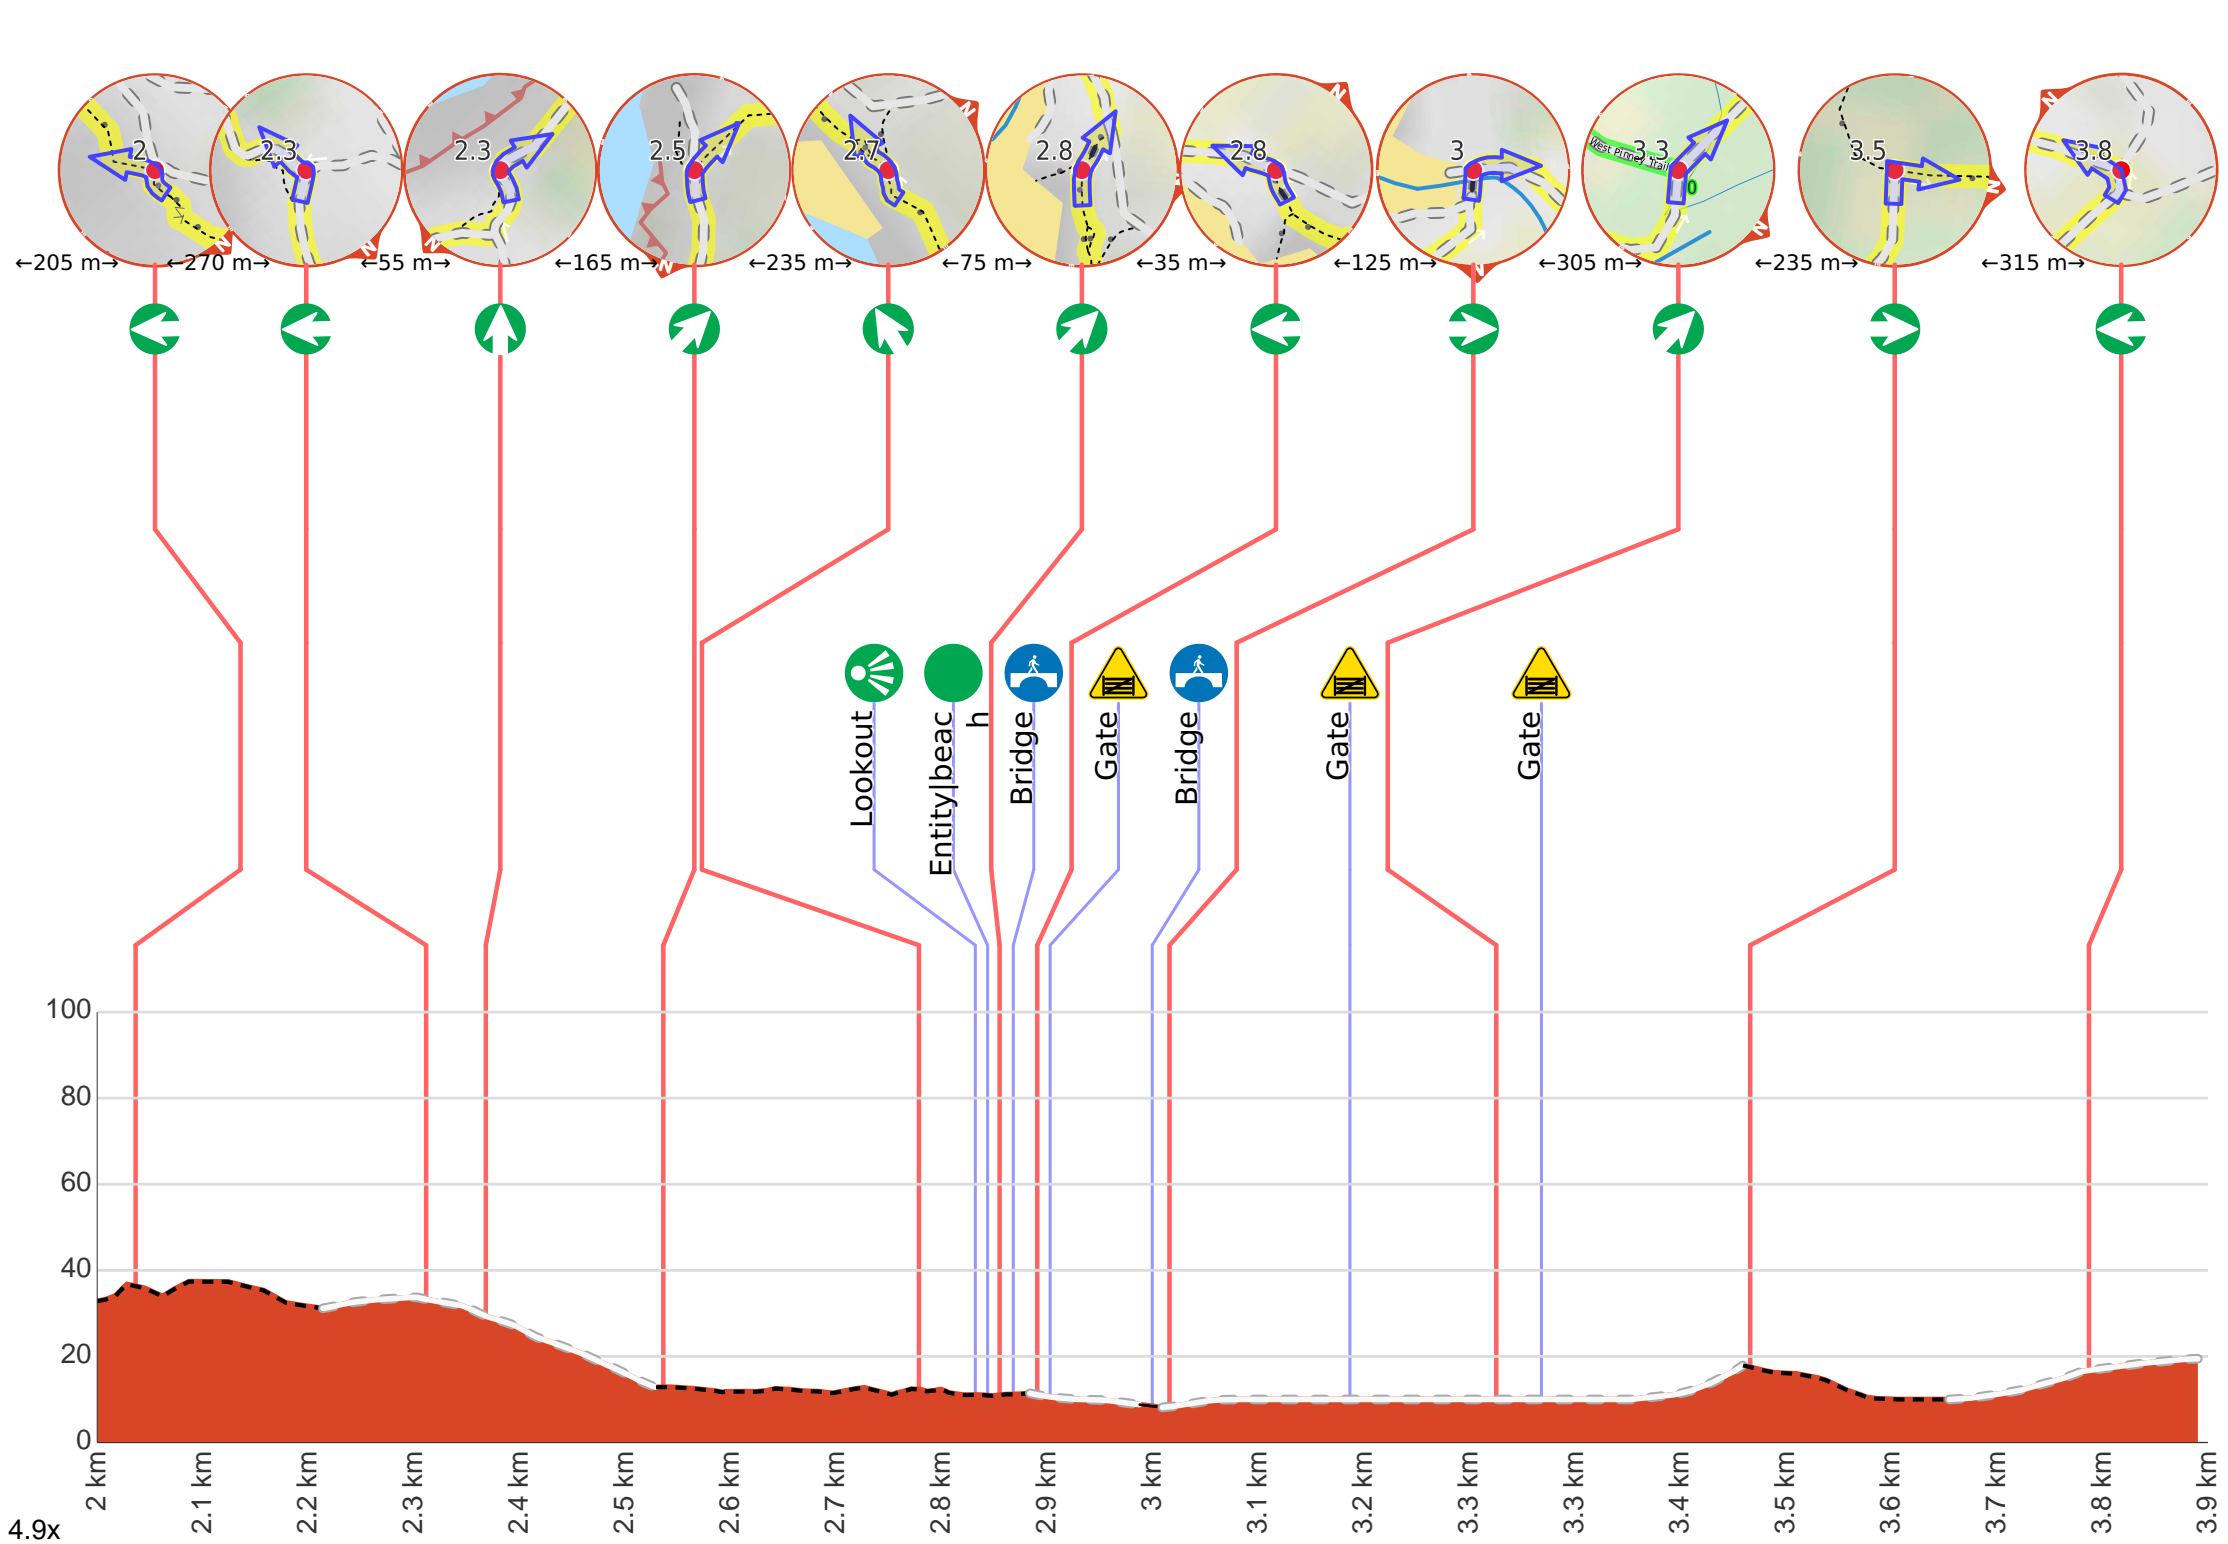 2
2.3
2.3
2.5
2.7
2.8
2.8
3
3.3
3.5
3.8
West Pinney Trail
0
N
N
N
N
N
N
N
N
N
N
←205 m→
←270 m→
←55 m→
←165 m→
←235 m→
←75 m→
←35 m→
←125 m→
←305 m→
←235 m→
←315 m→
Lookout
Entity|beac
h
Bridge
Gate
Bridge
Gate
Gate
100
80
60
40
20
0
2 km
2.1 km
2.2 km
2.3 km
2.4 km
2.5 km
2.6 km
2.7 km
2.8 km
2.9 km
3 km
3.1 km
3.2 km
3.3 km
3.3 km
3.4 km
3.5 km
3.6 km
3.7 km
3.8 km
3.9 km
4.9x